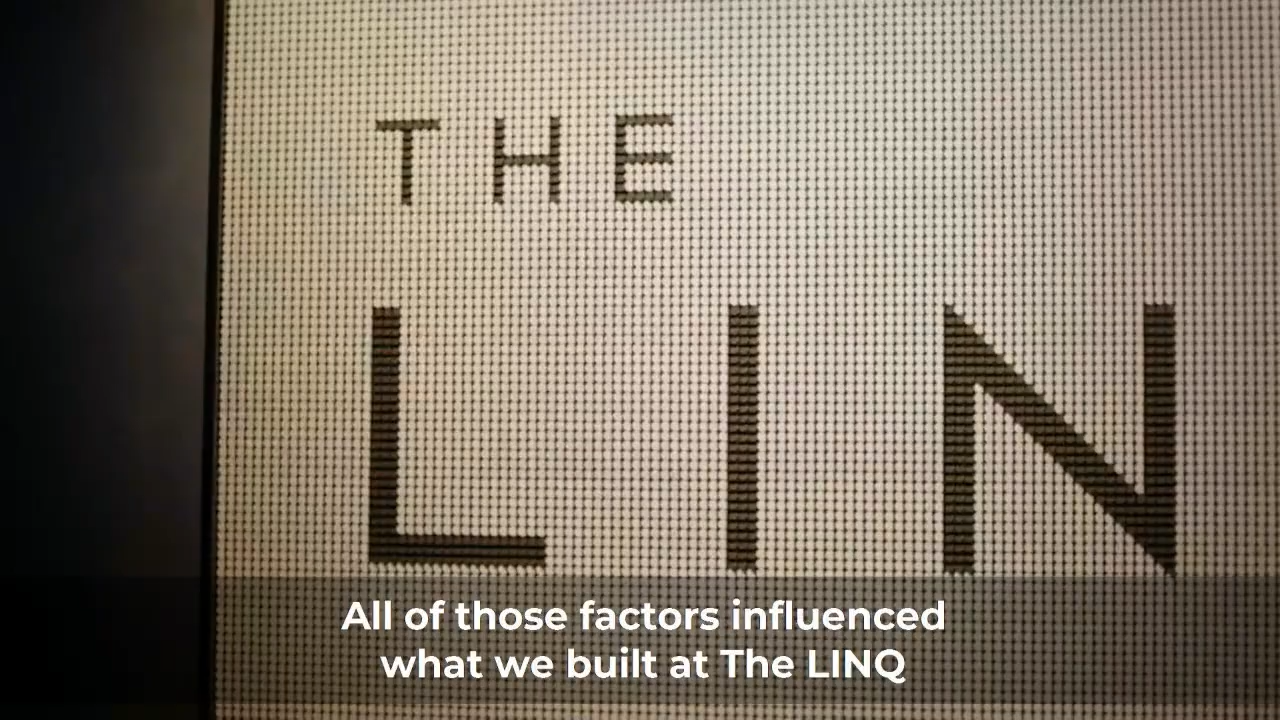 THE
LIN
All of those factors influenced
what we built at The LINQ